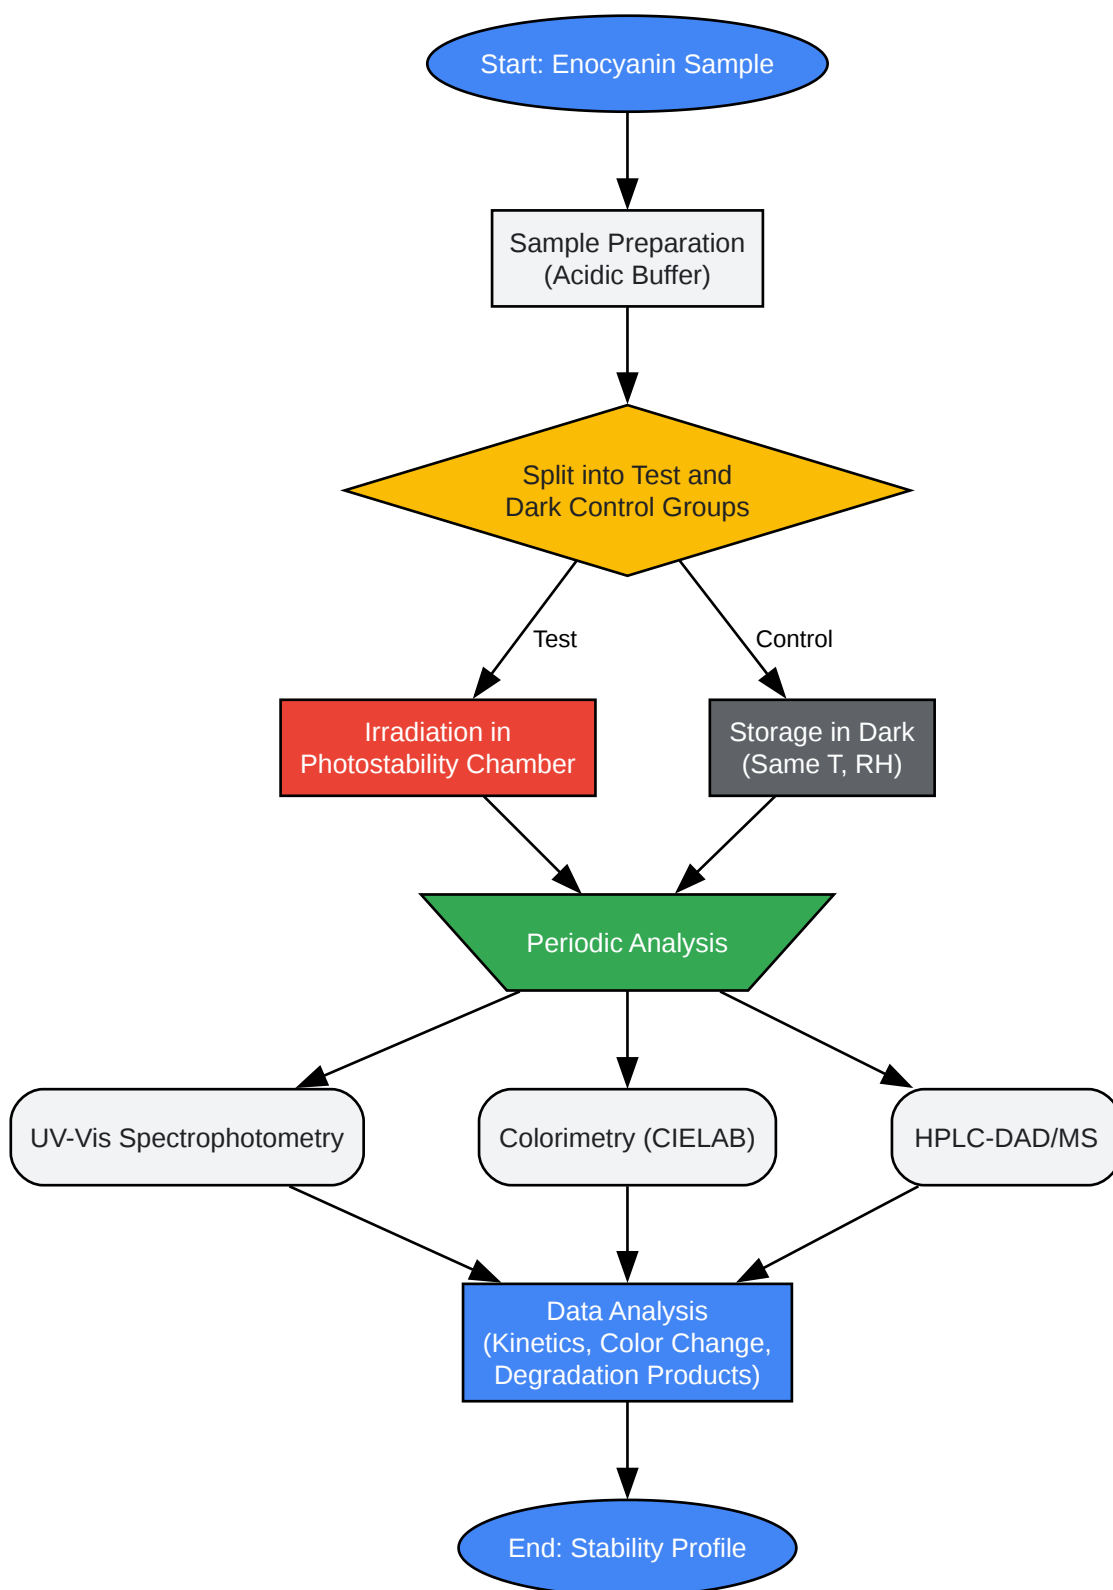 Start: Enocyanin Sample
Sample Preparation
(Acidic Buffer)
Split into Test and
Dark Control Groups
Test
Control
Irradiation in
Photostability Chamber
Storage in Dark
(Same T, RH)
Periodic Analysis
UV-Vis Spectrophotometry
Colorimetry (CIELAB)
HPLC-DAD/MS
Data Analysis
(Kinetics, Color Change,
Degradation Products)
End: Stability Profile